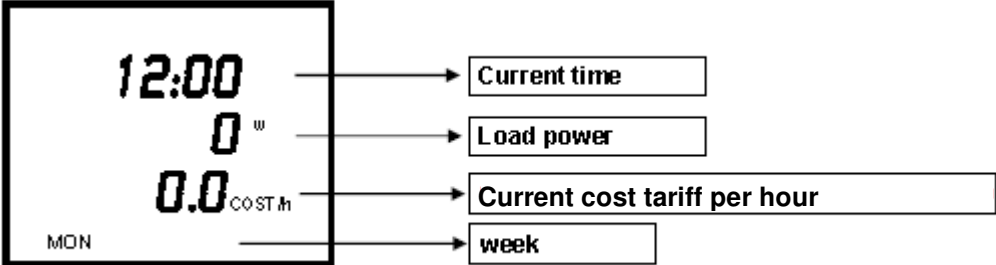 12:00 Current time
0 W Load power
0.0 COST/h Current cost tariff per hour
MON week